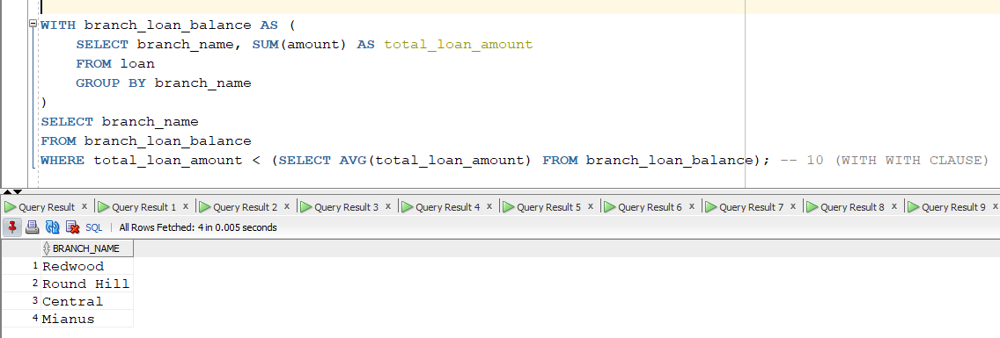 WITH branch_loan_balance AS (
SELECT branch_name, SUM(amount) AS total_loan_amount
FROM loan
GROUP BY branch_name
)
SELECT branch_name
FROM branch_loan_balance
WHERE total_loan_amount < (SELECT AVG(total_loan_amount) FROM branch_loan_balance); -- 10 (WITH WITH CLAUSE)
Query Result x Query Result 1 x Query Result 2 x Query Result 3 x Query Result 4 x Query Result 5 x Query Result 6 x Query Result 7 x Query Result 8 x Query Result 9 x
SQL | All Rows Fetched: 4 in 0.005 seconds
BRANCH_NAME
1 Redwood
2 Round Hill
3 Central
4 Mianus